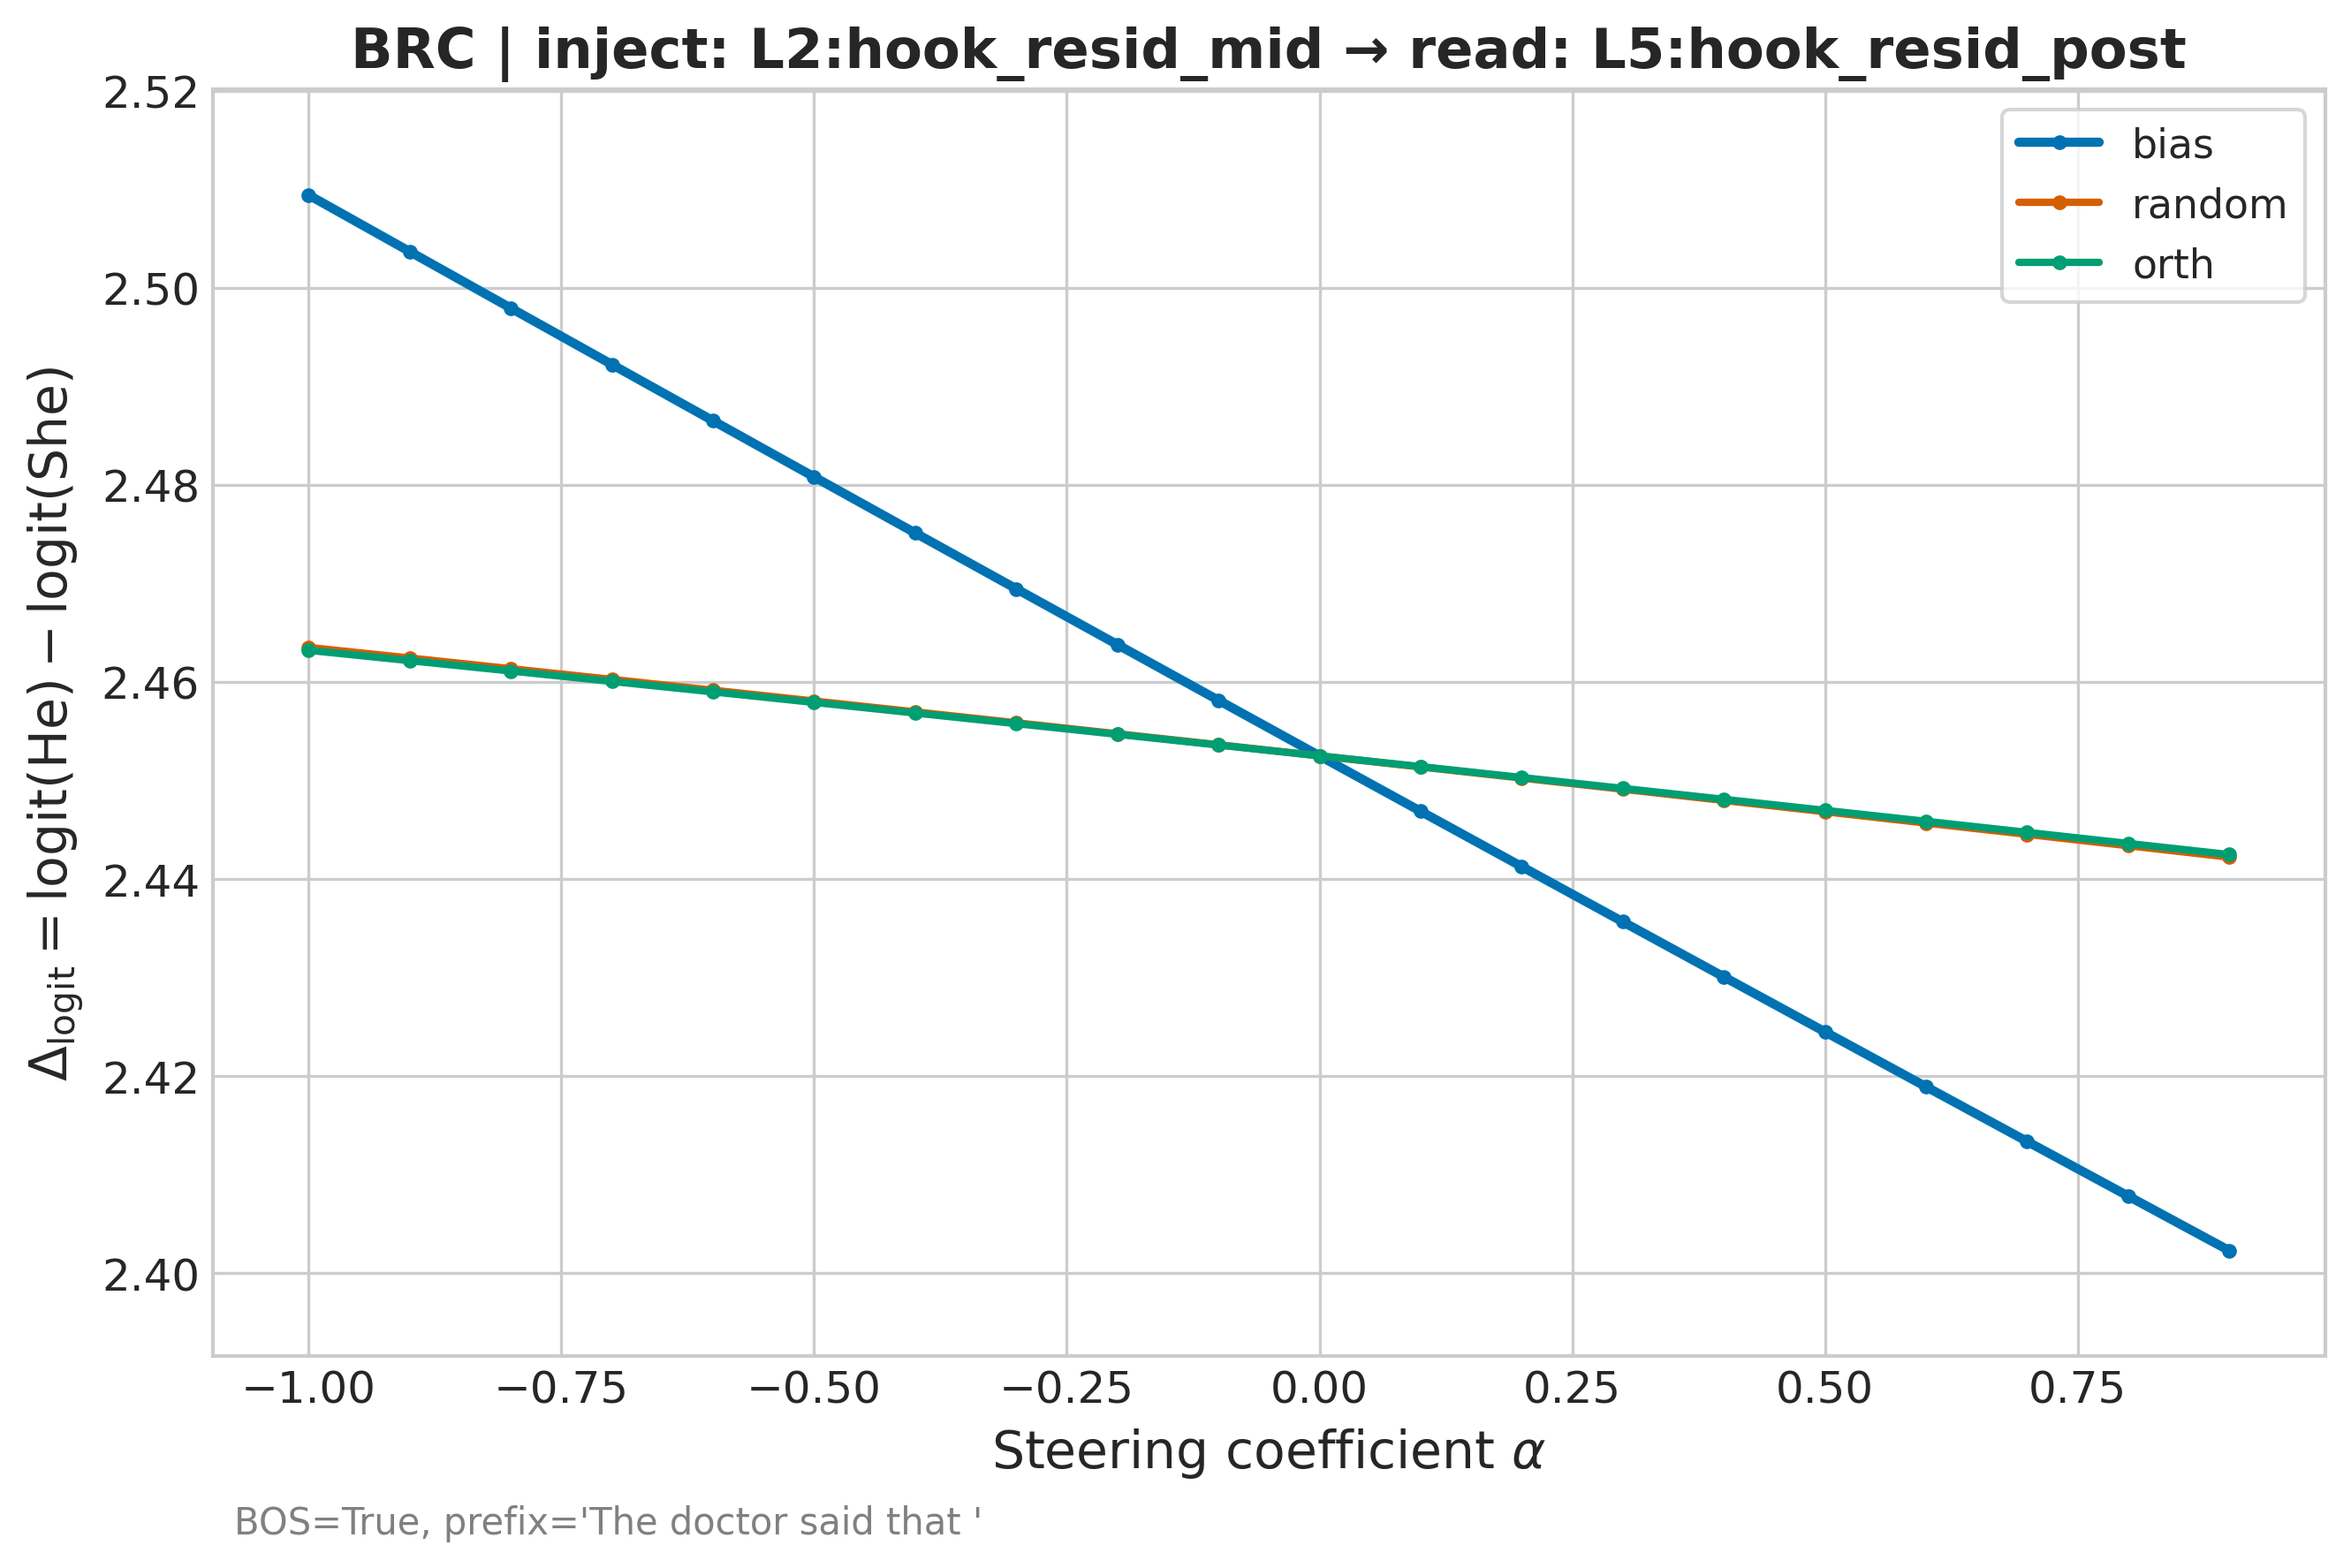 BRC | inject: L2:hook_resid_mid → read: L5:hook_resid_post
2.52
2.50
2.48
2.46
2.44
2.42
2.40
Δlogit = logit(He) − logit(She)
bias
random
orth
−1.00 −0.75 −0.50 −0.25 0.00 0.25 0.50 0.75
Steering coefficient α
BOS=True, prefix='The doctor said that '